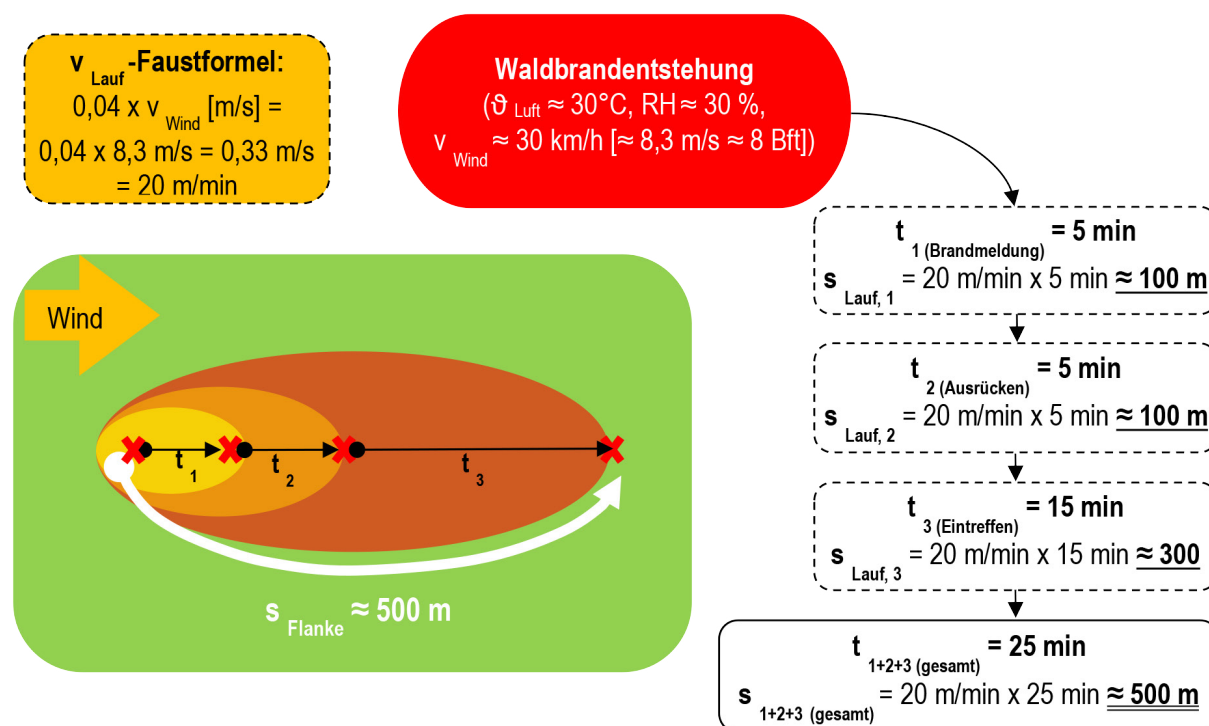 v Lauf -Faustformel:
0,04 x v Wind [m/s] =
0,04 x 8,3 m/s = 0,33 m/s
= 20 m/min
Waldbrandentstehung
(ϑ Luft ≈ 30°C, RH ≈ 30 %,
v Wind ≈ 30 km/h [≈ 8,3 m/s ≈ 8 Bft])
t 1 (Brandmeldung) = 5 min
s Lauf, 1 = 20 m/min x 5 min ≈ 100 m
t 2 (Ausrücken) = 5 min
s Lauf, 2 = 20 m/min x 5 min ≈ 100 m
t 3 (Eintreffen) = 15 min
s Lauf, 3 = 20 m/min x 15 min ≈ 300
t 1+2+3 (gesamt) = 25 min
s 1+2+3 (gesamt) = 20 m/min x 25 min ≈ 500 m
Wind
t 1
t 2
t 3
s Flanke ≈ 500 m